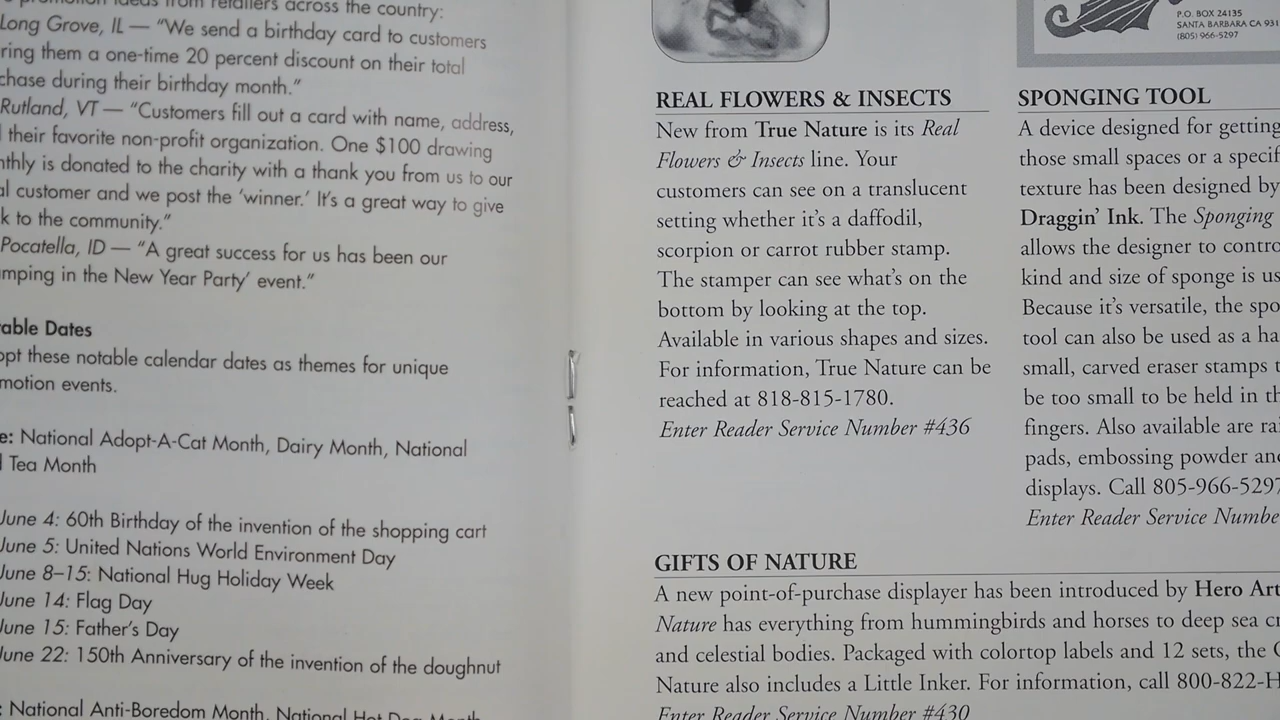 promotion ideas from retailers across the country:
Long Grove, IL — “We send a birthday card to customers
ring them a one-time 20 percent discount on their total
chase during their birthday month.”
Rutland, VT — “Customers fill out a card with name, address,
their favorite non-profit organization. One $100 drawing
nthly is donated to the charity with a thank you from us to our
al customer and we post the ‘winner.’ It’s a great way to give
k to the community.”
Pocatella, ID — “A great success for us has been our
mping in the New Year Party’ event.”
able Dates
opt these notable calendar dates as themes for unique
motion events.
e: National Adopt-A-Cat Month, Dairy Month, National
Tea Month
June 4: 60th Birthday of the invention of the shopping cart
June 5: United Nations World Environment Day
June 8–15: National Hug Holiday Week
June 14: Flag Day
June 15: Father’s Day
June 22: 150th Anniversary of the invention of the doughnut
: National Anti-Boredom Month, National Hot Dog Month
P.O. BOX 24135
SANTA BARBARA CA 931
(805) 966-5297
REAL FLOWERS & INSECTS
New from True Nature is its Real
Flowers & Insects line. Your
customers can see on a translucent
setting whether it’s a daffodil,
scorpion or carrot rubber stamp.
The stamper can see what’s on the
bottom by looking at the top.
Available in various shapes and sizes.
For information, True Nature can be
reached at 818-815-1780.
Enter Reader Service Number #436
SPONGING TOOL
A device designed for getting
those small spaces or a specif
texture has been designed by
Draggin’ Ink. The Sponging
allows the designer to contro
kind and size of sponge is us
Because it’s versatile, the spo
tool can also be used as a ha
small, carved eraser stamps t
be too small to be held in th
fingers. Also available are rai
pads, embossing powder and
displays. Call 805-966-5297
Enter Reader Service Numbe
GIFTS OF NATURE
A new point-of-purchase displayer has been introduced by Hero Art
Nature has everything from hummingbirds and horses to deep sea cr
and celestial bodies. Packaged with colortop labels and 12 sets, the G
Nature also includes a Little Inker. For information, call 800-822-H
Enter Reader Service Number #430